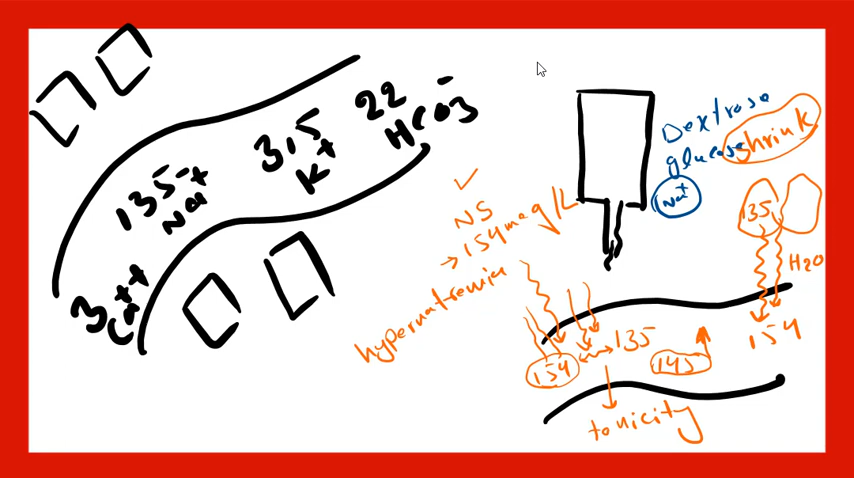 135 Na+
3.5 K+
22 HCO3-
3 Ca++
Dextrose
glucose
shrink
Na+
NS
→ 154 meq/L
hypernatremia
135
H2O
154
154
135
145
tonicity